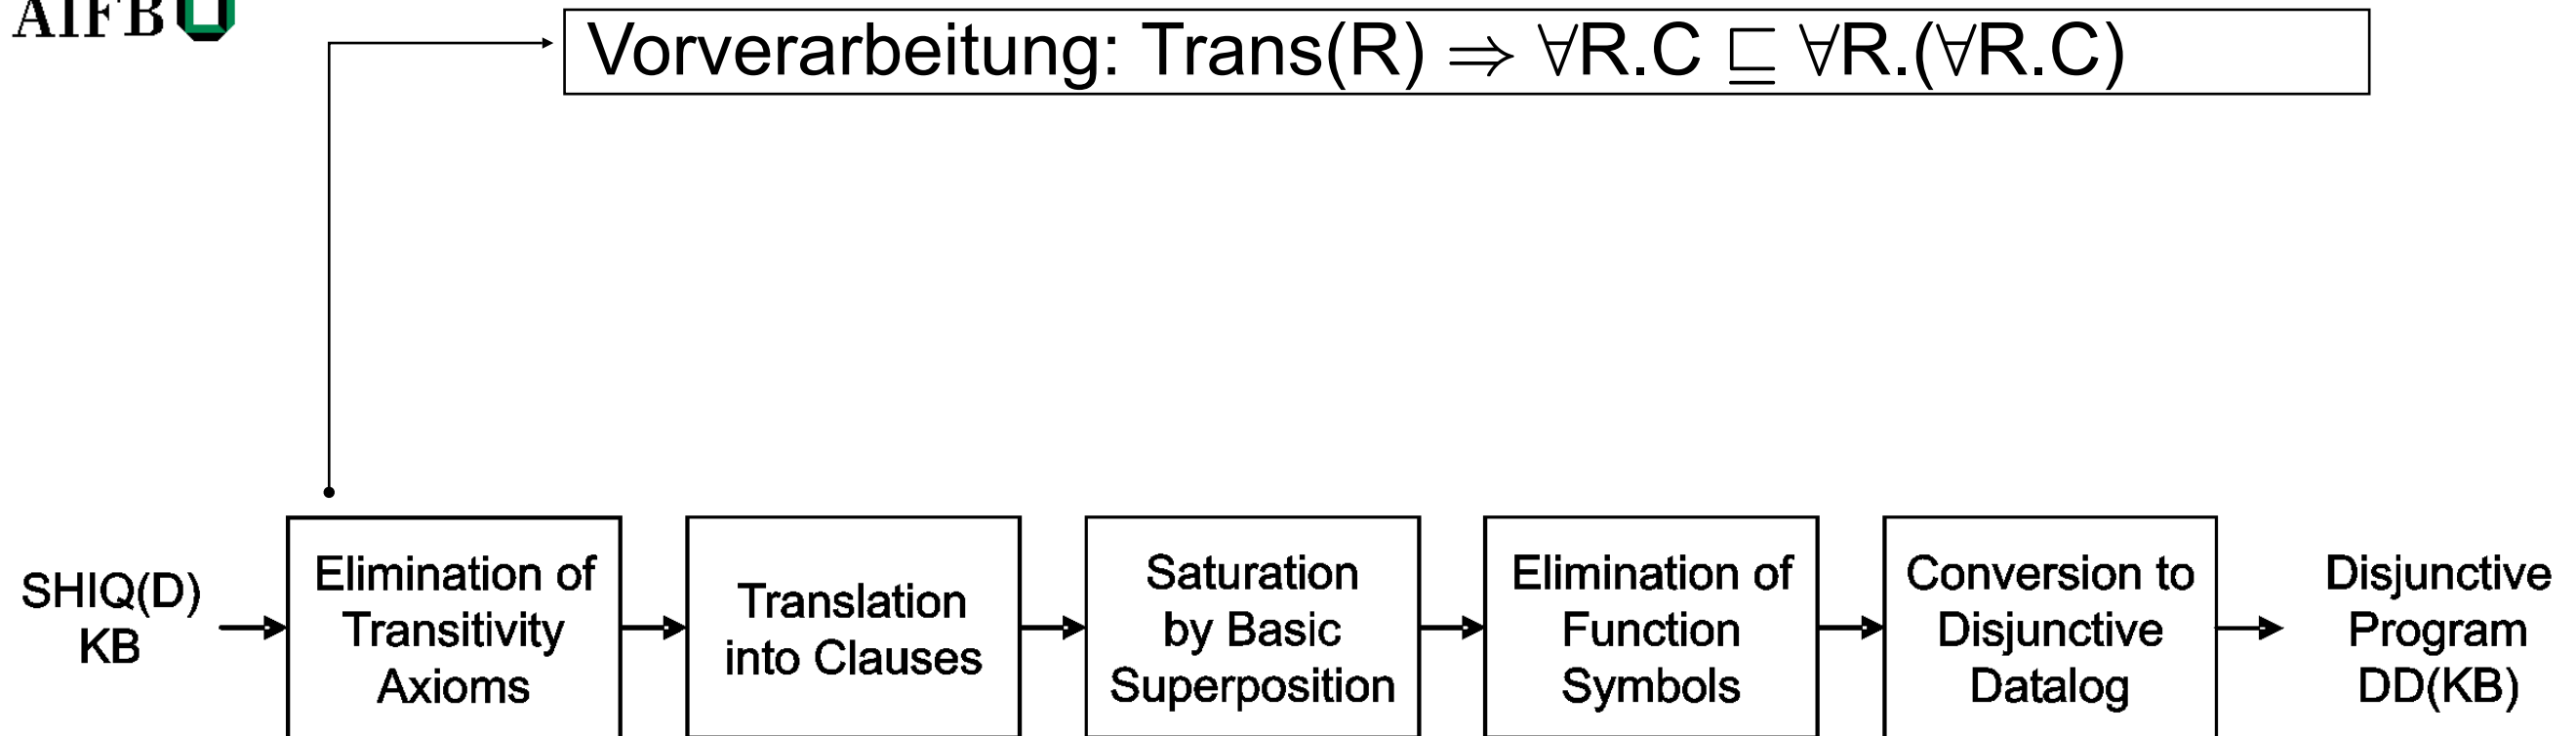 AIFB
Vorverarbeitung: Trans(R) ⇒ ∀R.C ⊑ ∀R.(∀R.C)
SHIQ(D)
KB
Elimination of
Transitivity
Axioms
Translation
into Clauses
Saturation
by Basic
Superposition
Elimination of
Function
Symbols
Conversion to
Disjunctive
Datalog
Disjunctive
Program
DD(KB)